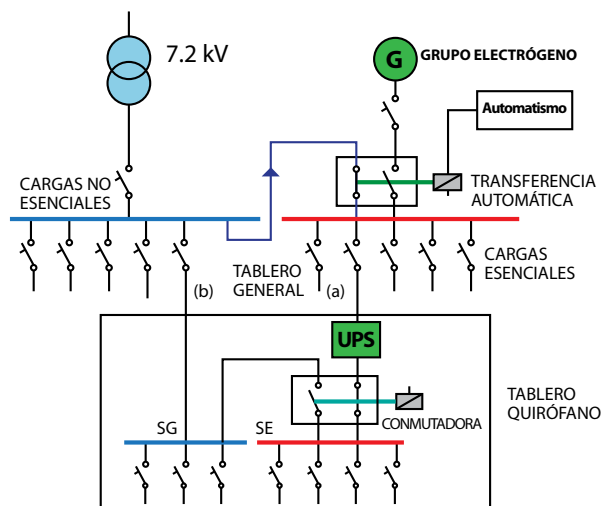 7.2 kV
G
GRUPO ELECTRÓGENO
Automatismo
CARGAS NO
ESENCIALES
TRANSFERENCIA
AUTOMÁTICA
CARGAS
ESENCIALES
TABLERO
GENERAL
(b)
(a)
UPS
TABLERO
QUIRÓFANO
CONMUTADORA
SG
SE